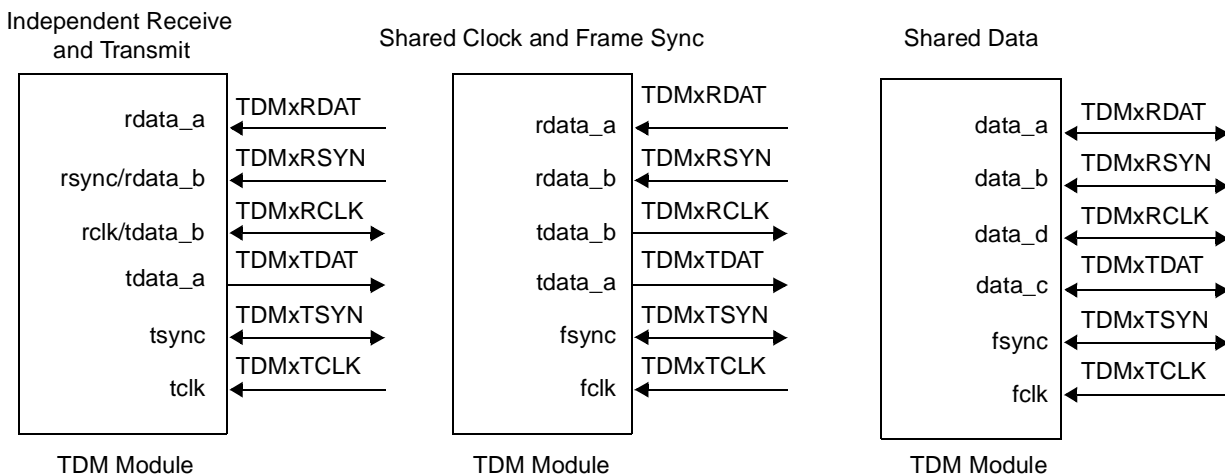 Independent Receive
and Transmit
rdata_a
TDMxRDAT
rsync/rdata_b
TDMxRSYN
rclk/tdata_b
TDMxRCLK
tdata_a
TDMxTDAT
tsync
TDMxTSYN
tclk
TDMxTCLK
TDM Module
Shared Clock and Frame Sync
rdata_a
TDMxRDAT
rdata_b
TDMxRSYN
tdata_b
TDMxRCLK
tdata_a
TDMxTDAT
fsync
TDMxTSYN
fclk
TDMxTCLK
TDM Module
Shared Data
data_a
TDMxRDAT
data_b
TDMxRSYN
data_d
TDMxRCLK
data_c
TDMxTDAT
fsync
TDMxTSYN
fclk
TDMxTCLK
TDM Module